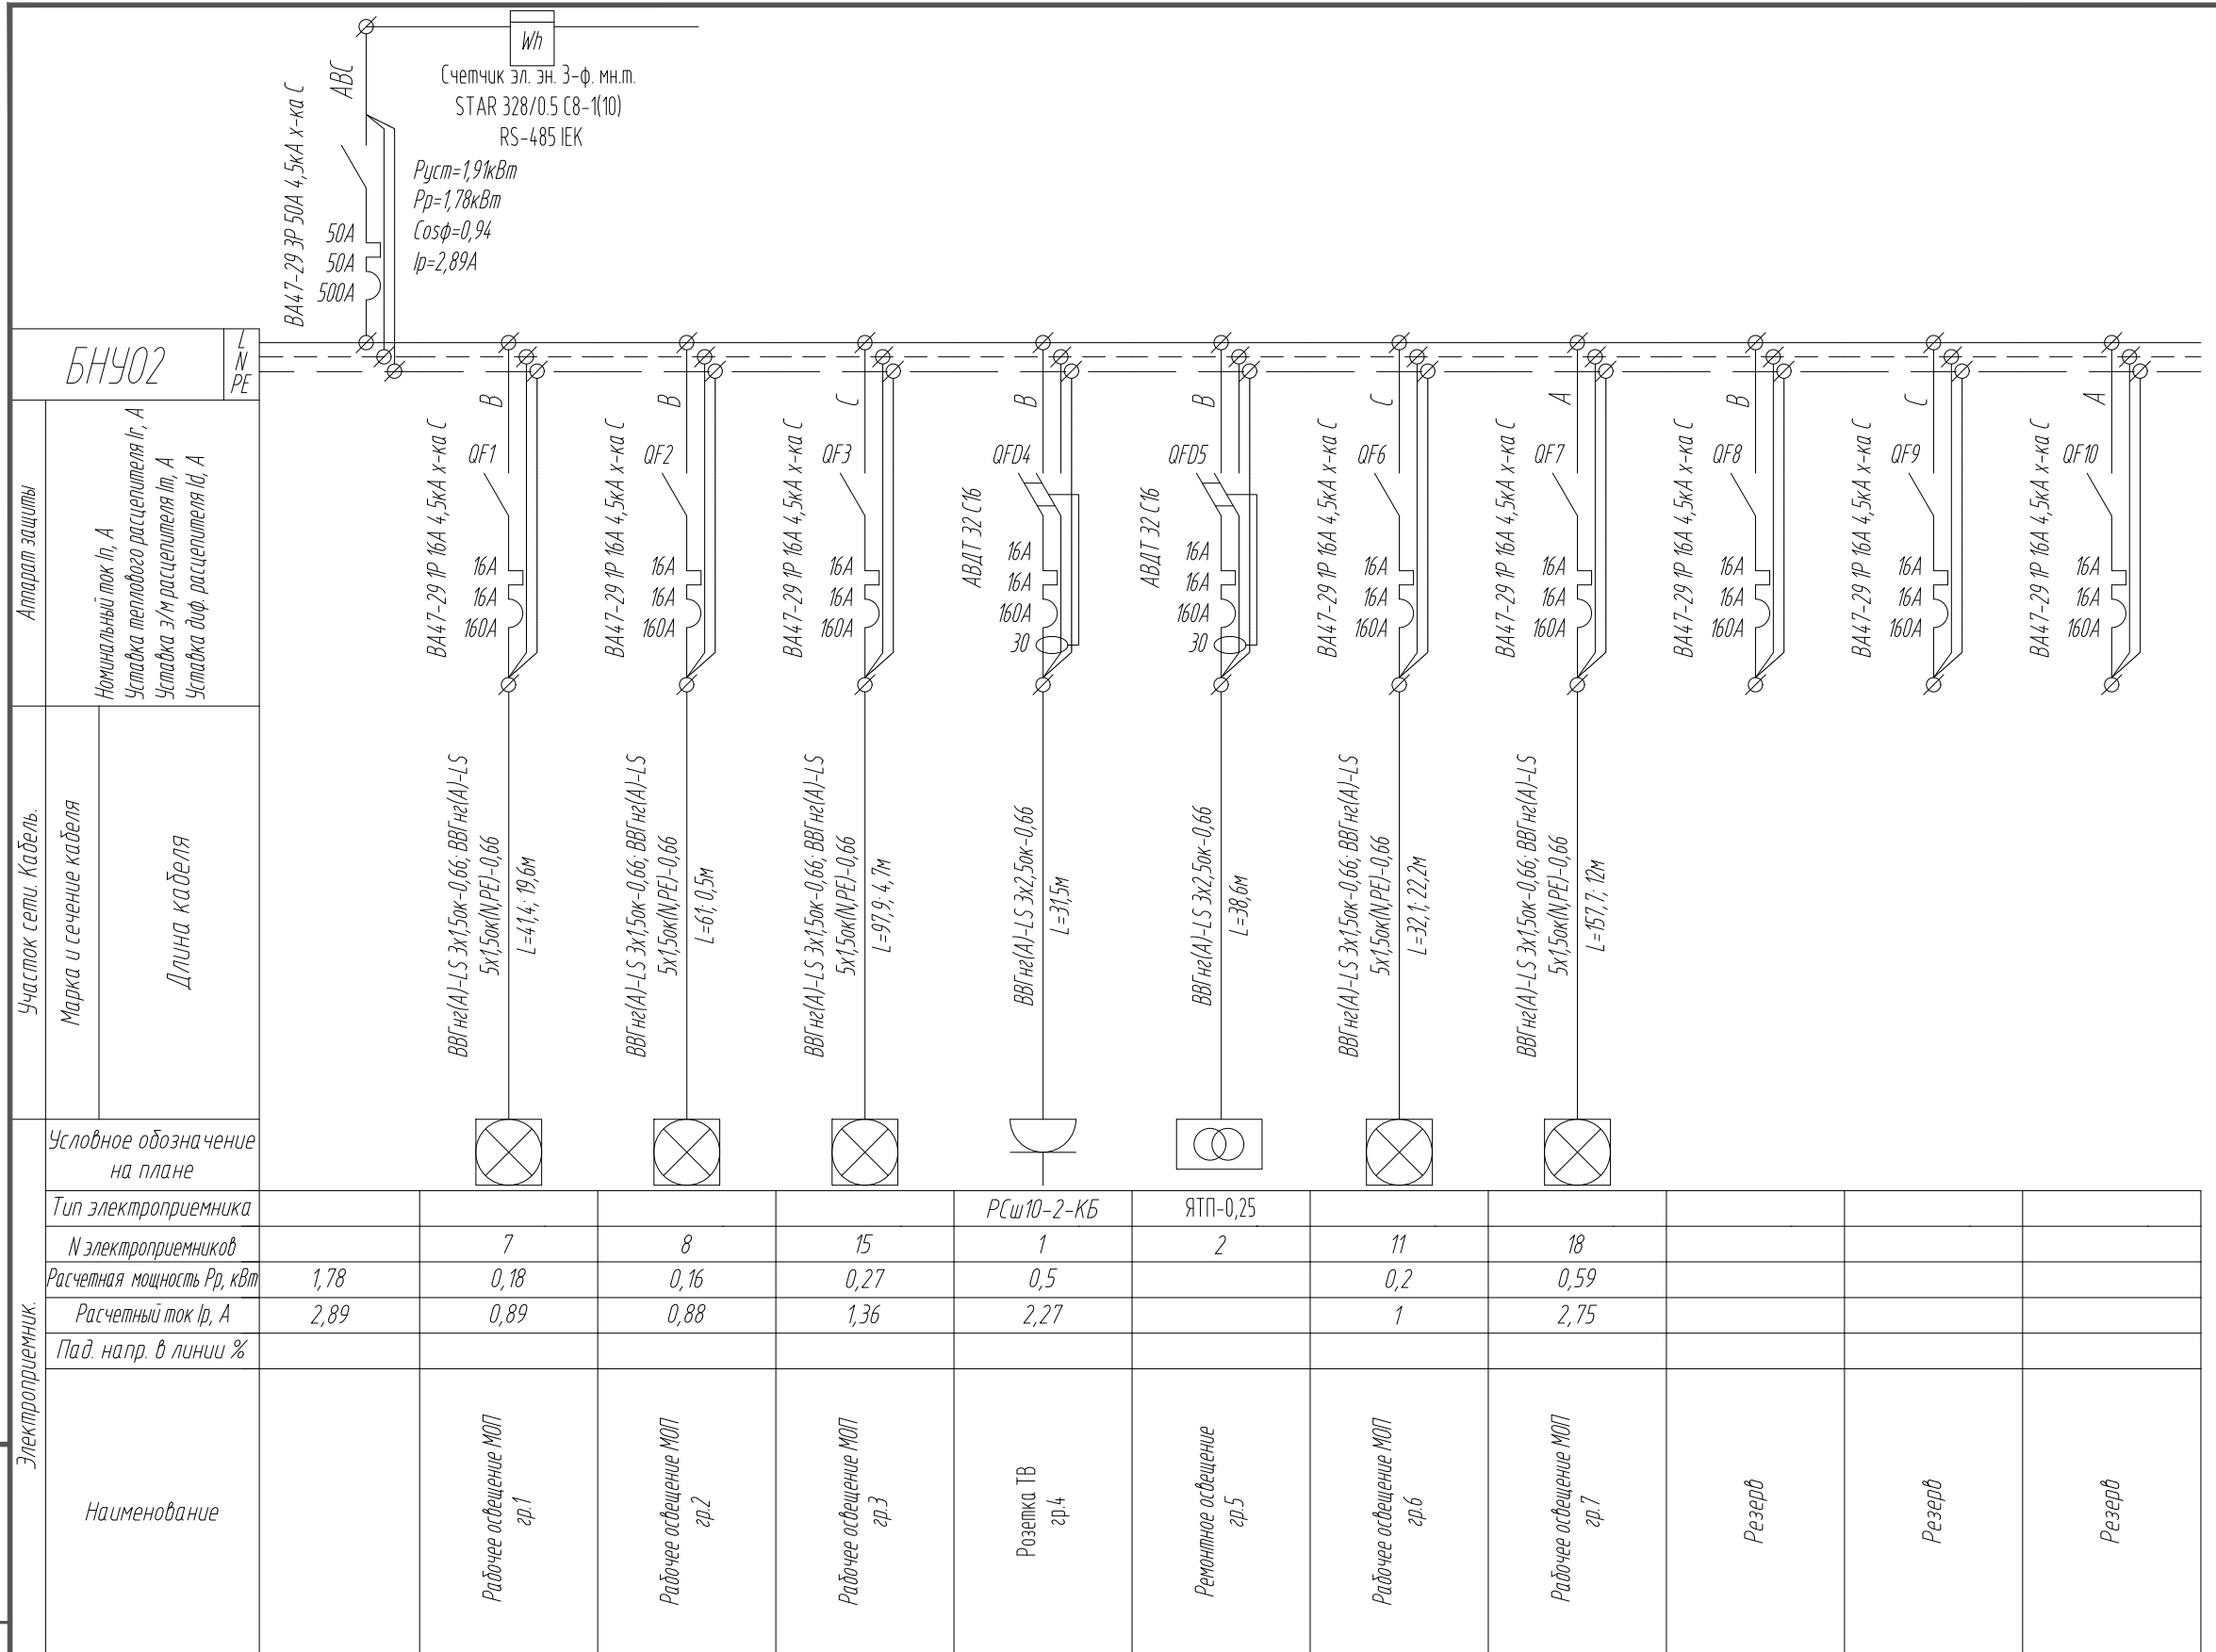 Wh
Счетчик эл. эн. 3-ф. мн.т.
STAR 328/0.5 С8-1(10)
RS-485 IEK
АВС
ВА47-29 3Р 50А 4,5кА х-ка С
50А
50А
500А
Руст=1,91кВт
Рр=1,78кВт
Cosф=0,94
Iр=2,89А
БНУО2
L
N
PE
Аппарат защиты
Номинальный ток In, А
Уставка теплового расцепителя Ir, А
Уставка э/м расцепителя Im, А
Уставка диф. расцепителя Id, А
В
QF1
ВА47-29 1Р 16А 4,5кА х-ка С
16А
16А
160А
В
QF2
ВА47-29 1Р 16А 4,5кА х-ка С
16А
16А
160А
С
QF3
ВА47-29 1Р 16А 4,5кА х-ка С
16А
16А
160А
В
QFD4
АВДТ 32 С16
16А
16А
160А
30
В
QFD5
АВДТ 32 С16
16А
16А
160А
30
С
QF6
ВА47-29 1Р 16А 4,5кА х-ка С
16А
16А
160А
А
QF7
ВА47-29 1Р 16А 4,5кА х-ка С
16А
16А
160А
В
QF8
ВА47-29 1Р 16А 4,5кА х-ка С
16А
16А
160А
С
QF9
ВА47-29 1Р 16А 4,5кА х-ка С
16А
16А
160А
А
QF10
ВА47-29 1Р 16А 4,5кА х-ка С
16А
16А
160А
Участок сети. Кабель.
Марка и сечение кабеля
Длина кабеля
ВВГнг(А)-LS 3х1,5ок-0,66; ВВГнг(А)-LS
5х1,5ок(N,PE)-0,66
L=41,4; 19,6м
ВВГнг(А)-LS 3х1,5ок-0,66; ВВГнг(А)-LS
5х1,5ок(N,PE)-0,66
L=61; 0,5м
ВВГнг(А)-LS 3х1,5ок-0,66; ВВГнг(А)-LS
5х1,5ок(N,PE)-0,66
L=97,9; 4,7м
ВВГнг(А)-LS 3х2,5ок-0,66
L=31,5м
ВВГнг(А)-LS 3х2,5ок-0,66
L=38,6м
ВВГнг(А)-LS 3х1,5ок-0,66; ВВГнг(А)-LS
5х1,5ок(N,PE)-0,66
L=32,1; 22,2м
ВВГнг(А)-LS 3х1,5ок-0,66; ВВГнг(А)-LS
5х1,5ок(N,PE)-0,66
L=157,7; 12м
Электроприемник.
Условное обозначение
на плане
Тип электроприемника РСш10-2-КБ ЯТП-0,25
N электроприемников 7 8 15 1 2 11 18
Расчетная мощность Рр, кВт 1,78 0,18 0,16 0,27 0,5 0,2 0,59
Расчетный ток Iр, А 2,89 0,89 0,88 1,36 2,27 1 2,75
Пад. напр. в линии %
Наименование
Рабочее освещение МОП
гр.1
Рабочее освещение МОП
гр.2
Рабочее освещение МОП
гр.3
Розетка ТВ
гр.4
Ремонтное освещение
гр.5
Рабочее освещение МОП
гр.6
Рабочее освещение МОП
гр.7
Резерв
Резерв
Резерв